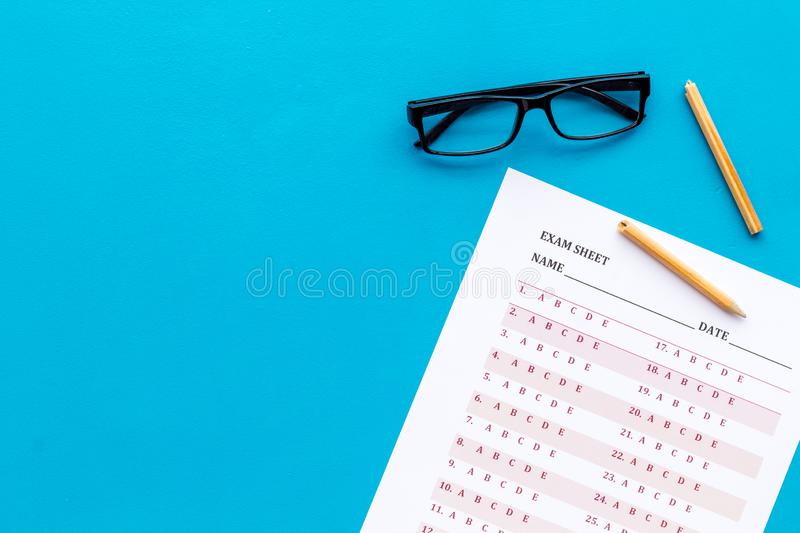 EXAM SHEET
NAME
DATE
1. A B C D E
2. A B C D E
3. A B C D E
4. A B C D E
5. A B C D E
6. A B C D E
7. A B C D E
8. A B C D E
9. A B C D E
10. A B C D E
11. A B C D E
12.
17. A B C D E
18. A B C D E
19. A B C D E
20. A B C D E
21. A B C D E
22. A B C D E
23. A B C D E
24. A B C D E
25. A B C D E
dreamstime